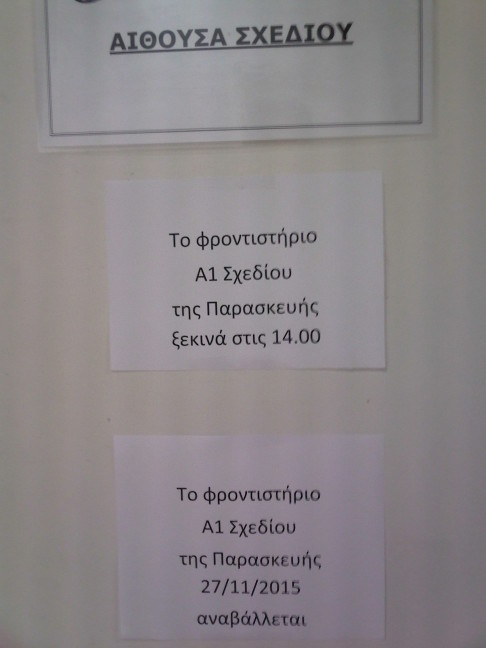 ΑΙΘΟΥΣΑ ΣΧΕΔΙΟΥ
Το φροντιστήριο
Α1 Σχεδίου
της Παρασκευής
ξεκινά στις 14.00
Το φροντιστήριο
Α1 Σχεδίου
της Παρασκευής
27/11/2015
αναβάλλεται